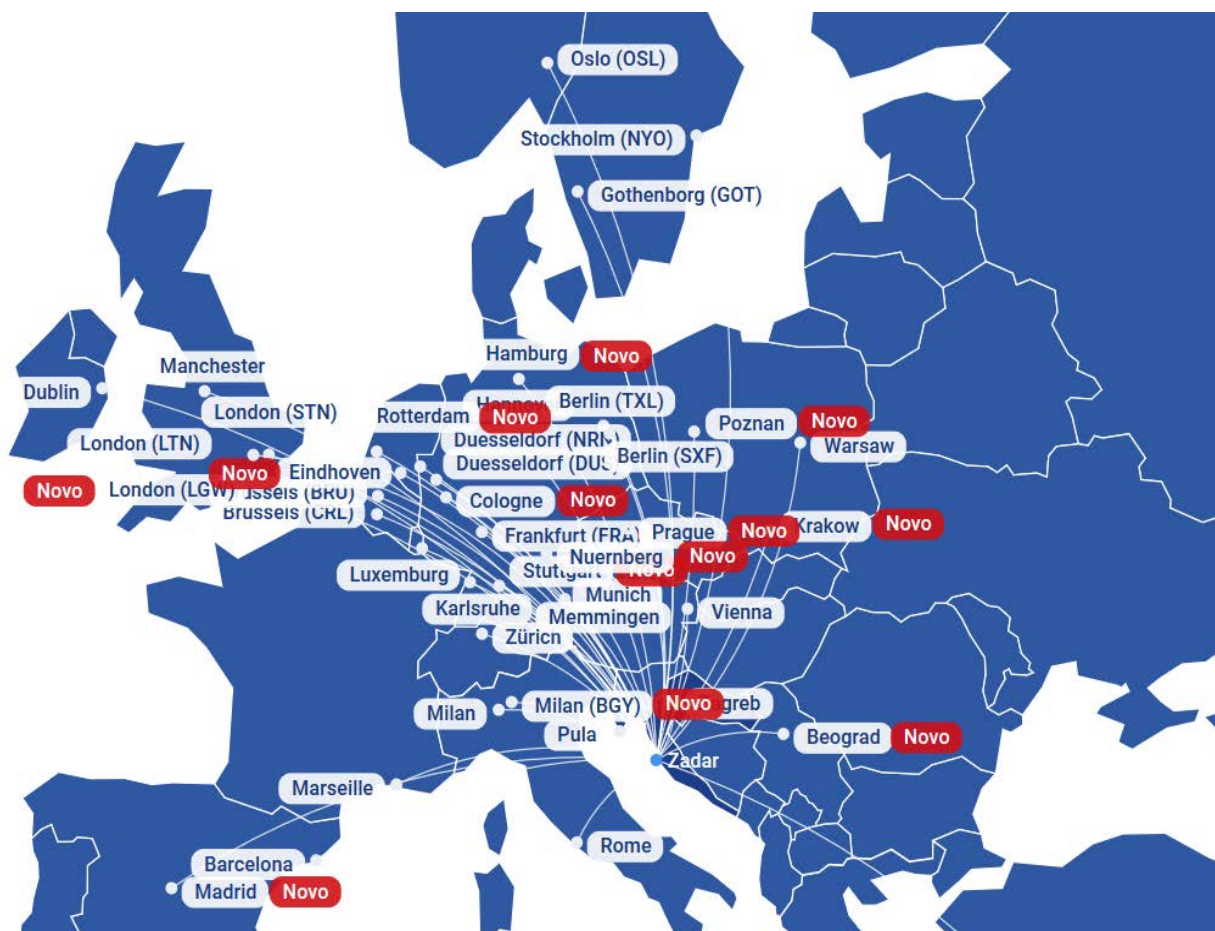 Oslo (OSL)
Stockholm (NYO)
Gothenborg (GOT)
Hamburg Novo
Manchester
Dublin
Berlin (TXL)
London (STN)
Rotterdam Novo
Poznan Novo
London (LTN)
Duesseldorf (NRN)
Warsaw
Berlin (SXF)
Duesseldorf (DUS)
Novo
Eindhoven
Novo London (LGW)
Cologne Novo
Brussels (CRL)
Krakow Novo
Frankfurt (FRA)
Prague Novo
Nuernberg Novo
Luxemburg
Novo
Munich
Karlsruhe
Memmingen
Vienna
Zürich
Milan (BGY) Novo
Milan
Pula
Beograd Novo
Zadar
Marseille
Rome
Barcelona
Madrid Novo